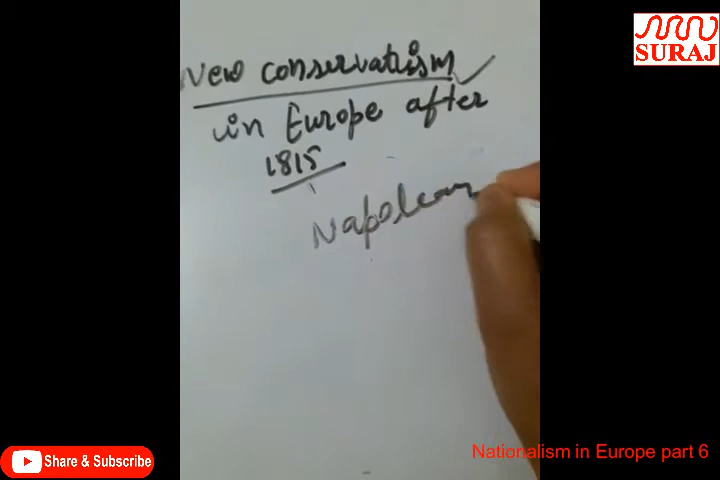 SURAJ
New conservatism
in Europe after
1815
Napolean
Nationalism in Europe part 6
Share & Subscribe